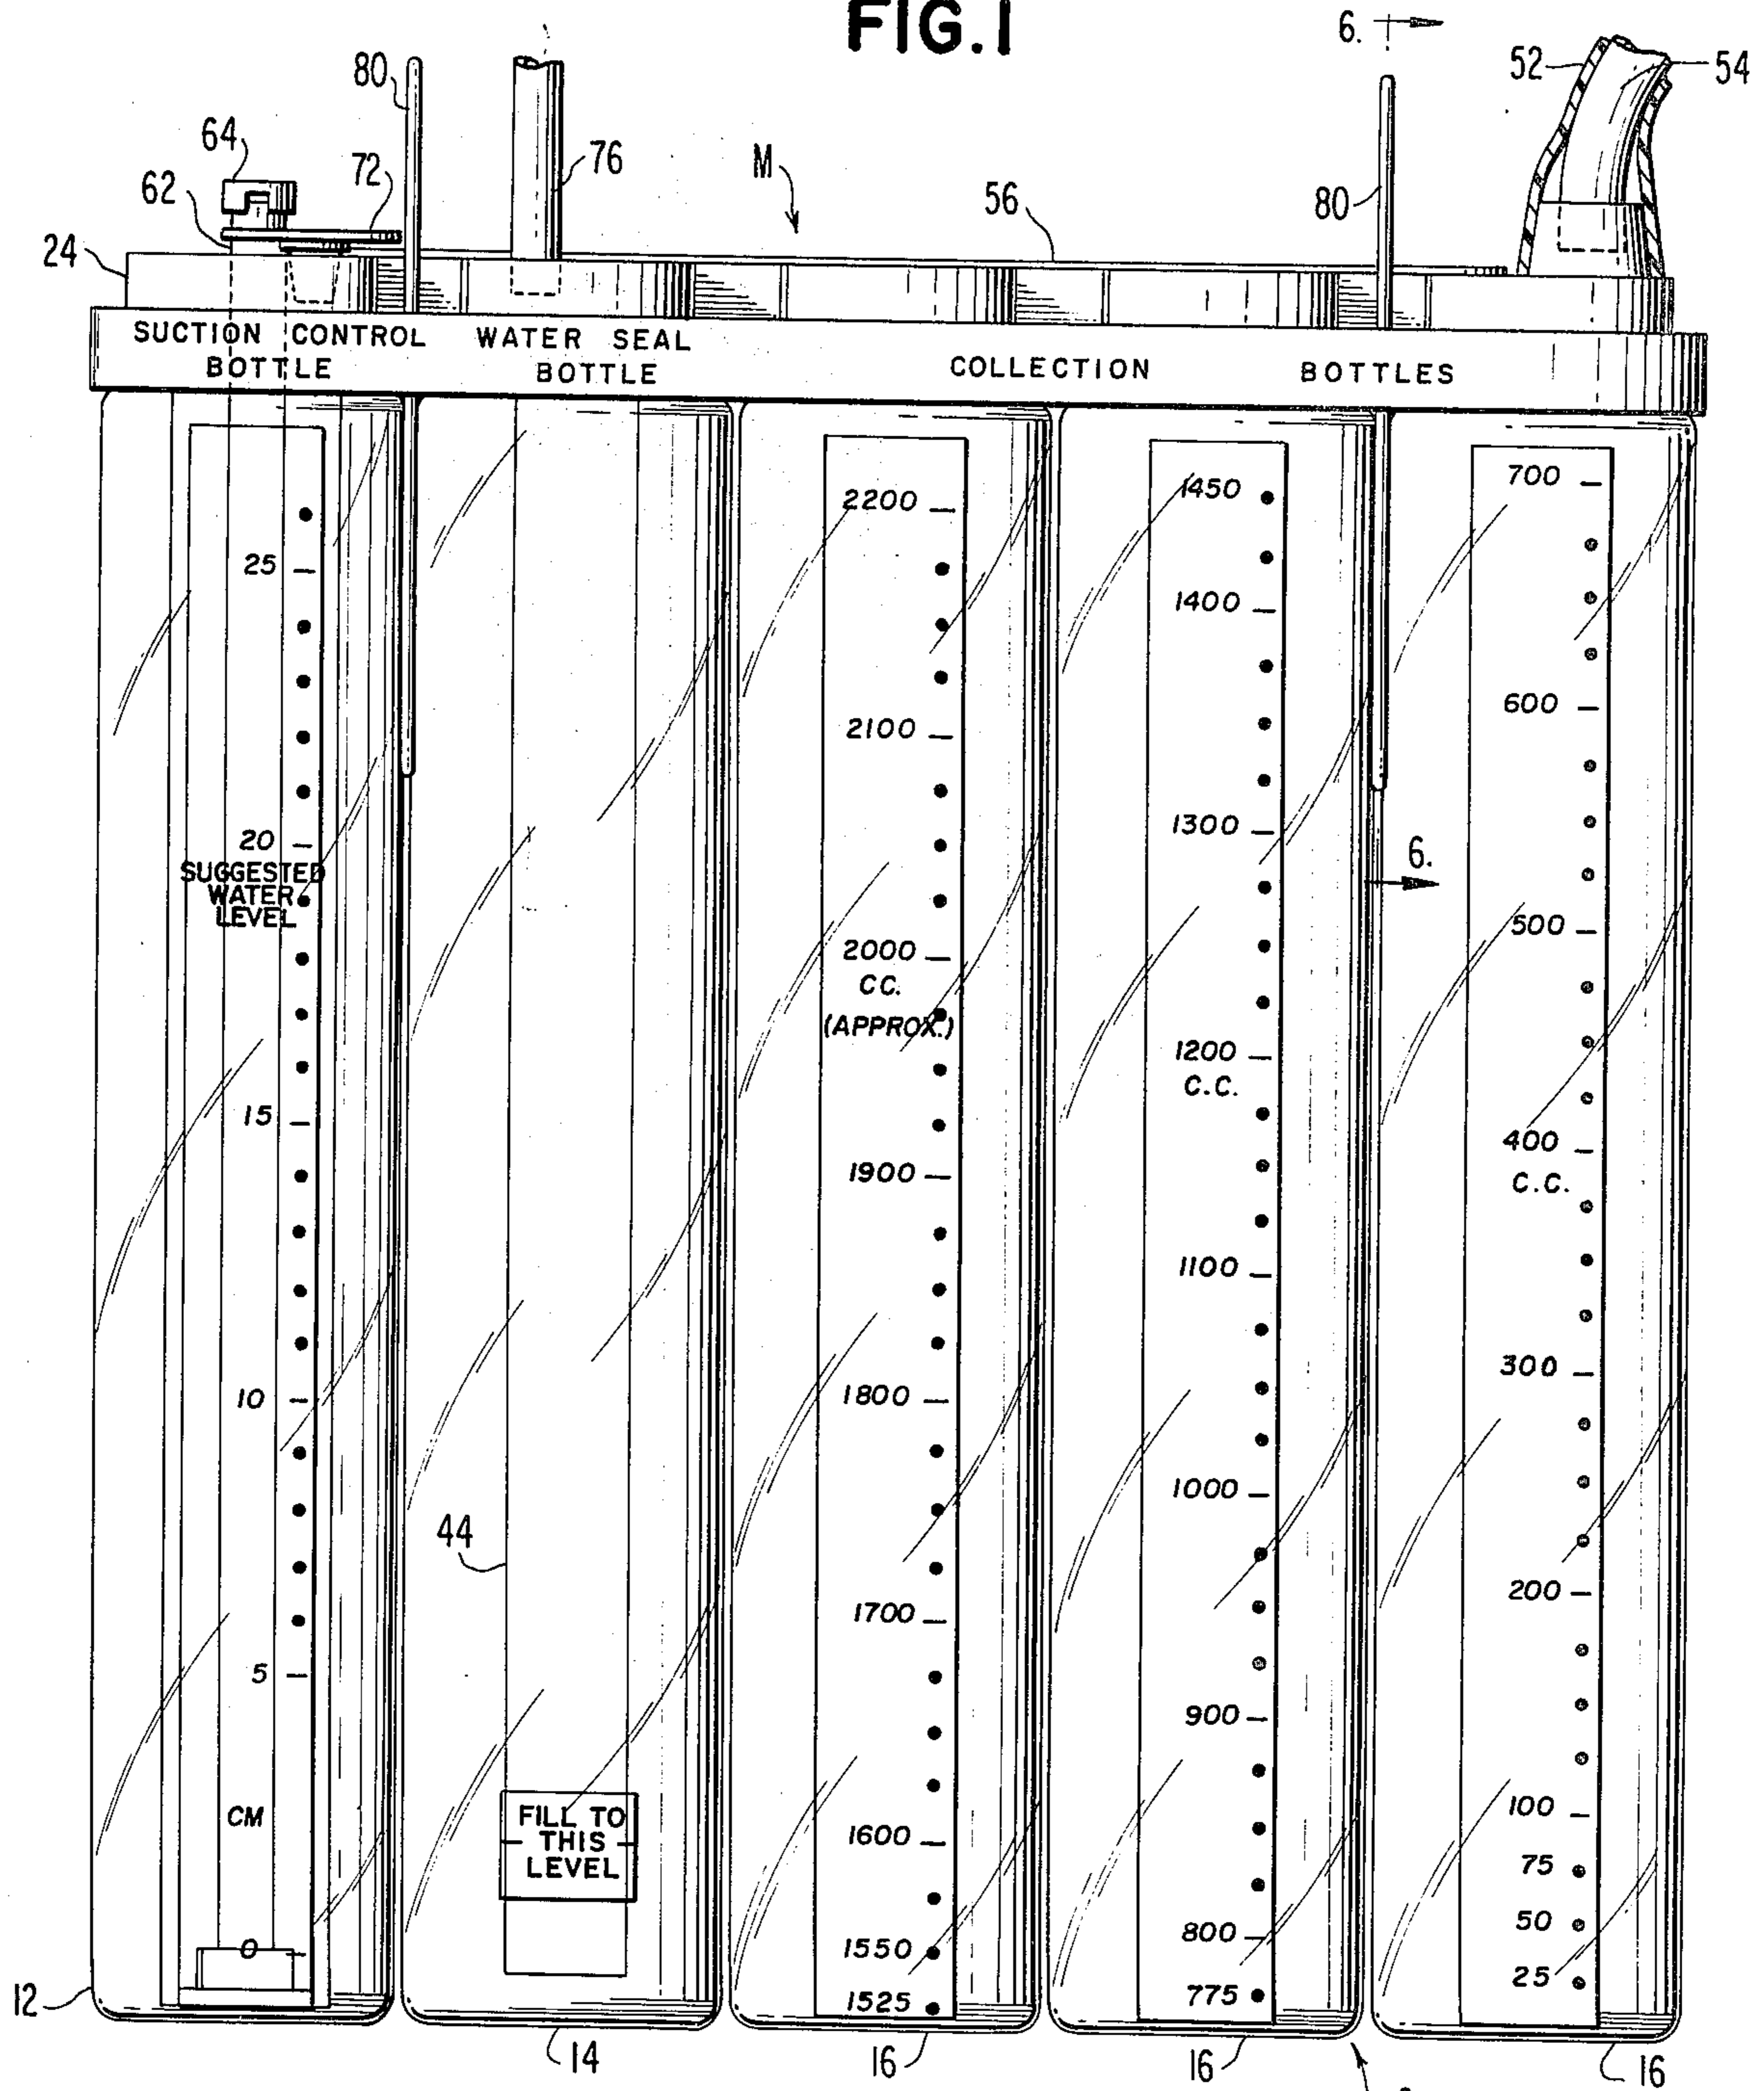 FIG. 1
6.
80
52
54
64
62
72
76
M
56
80
24
SUCTION CONTROL
BOTTLE
WATER SEAL
BOTTLE
COLLECTION BOTTLES
25
20
SUGGESTED
WATER
LEVEL
15
10
5
CM
0
44
FILL TO
THIS
LEVEL
2200
2100
2000
CC.
(APPROX.)
1900
1800
1700
1600
1550
1525
1450
1400
1300
1200
C.C.
1100
1000
900
800
775
6.
700
600
500
400
C.C.
300
200
100
75
50
25
12
14
16
16
16